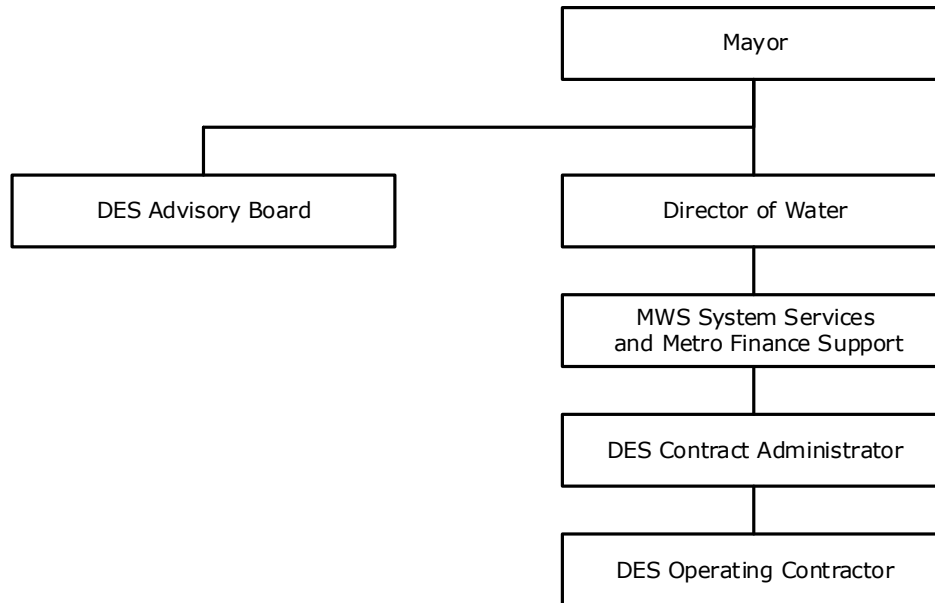 Mayor
DES Advisory Board
Director of Water
MWS System Services
and Metro Finance Support
DES Contract Administrator
DES Operating Contractor